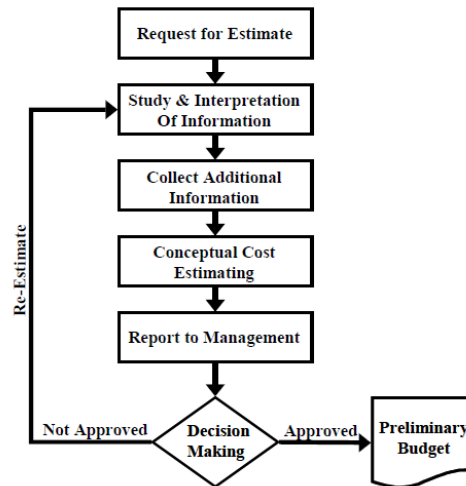 Request for Estimate
Study & Interpretation
Of Information
Collect Additional
Information
Conceptual Cost
Estimating
Report to Management
Re-Estimate
Not Approved
Decision
Making
Approved
Preliminary
Budget